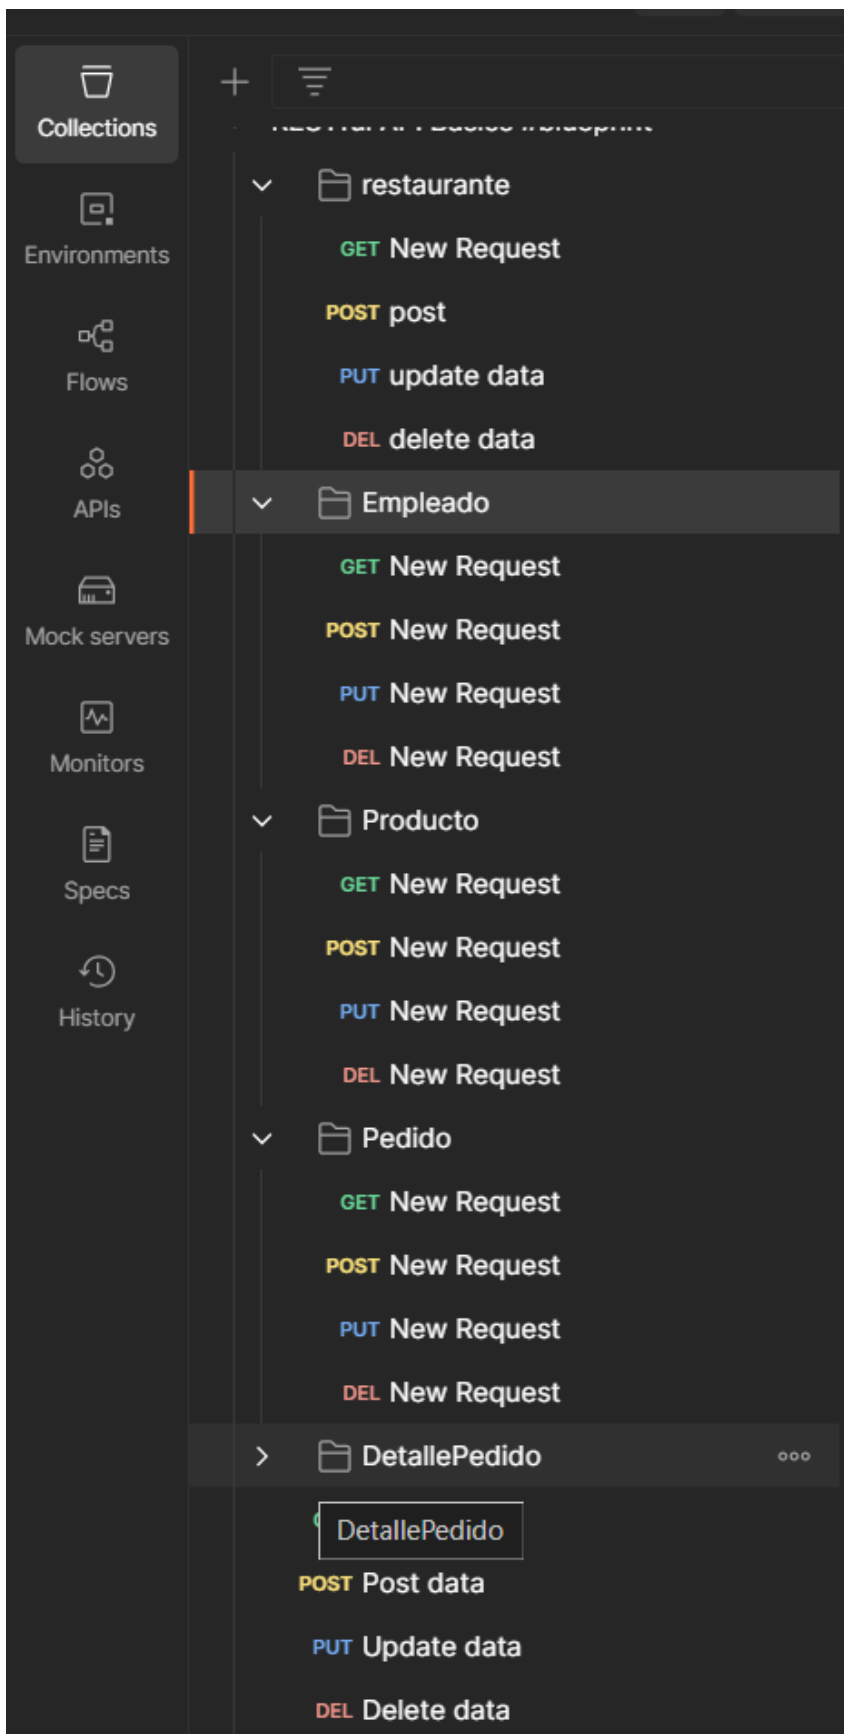 Collections
Environments
Flows
APIs
Mock servers
Monitors
Specs
History
restaurante
GET New Request
POST post
PUT update data
DEL delete data
Empleado
GET New Request
POST New Request
PUT New Request
DEL New Request
Producto
GET New Request
POST New Request
PUT New Request
DEL New Request
Pedido
GET New Request
POST New Request
PUT New Request
DEL New Request
DetallePedido
DetallePedido
POST Post data
PUT Update data
DEL Delete data